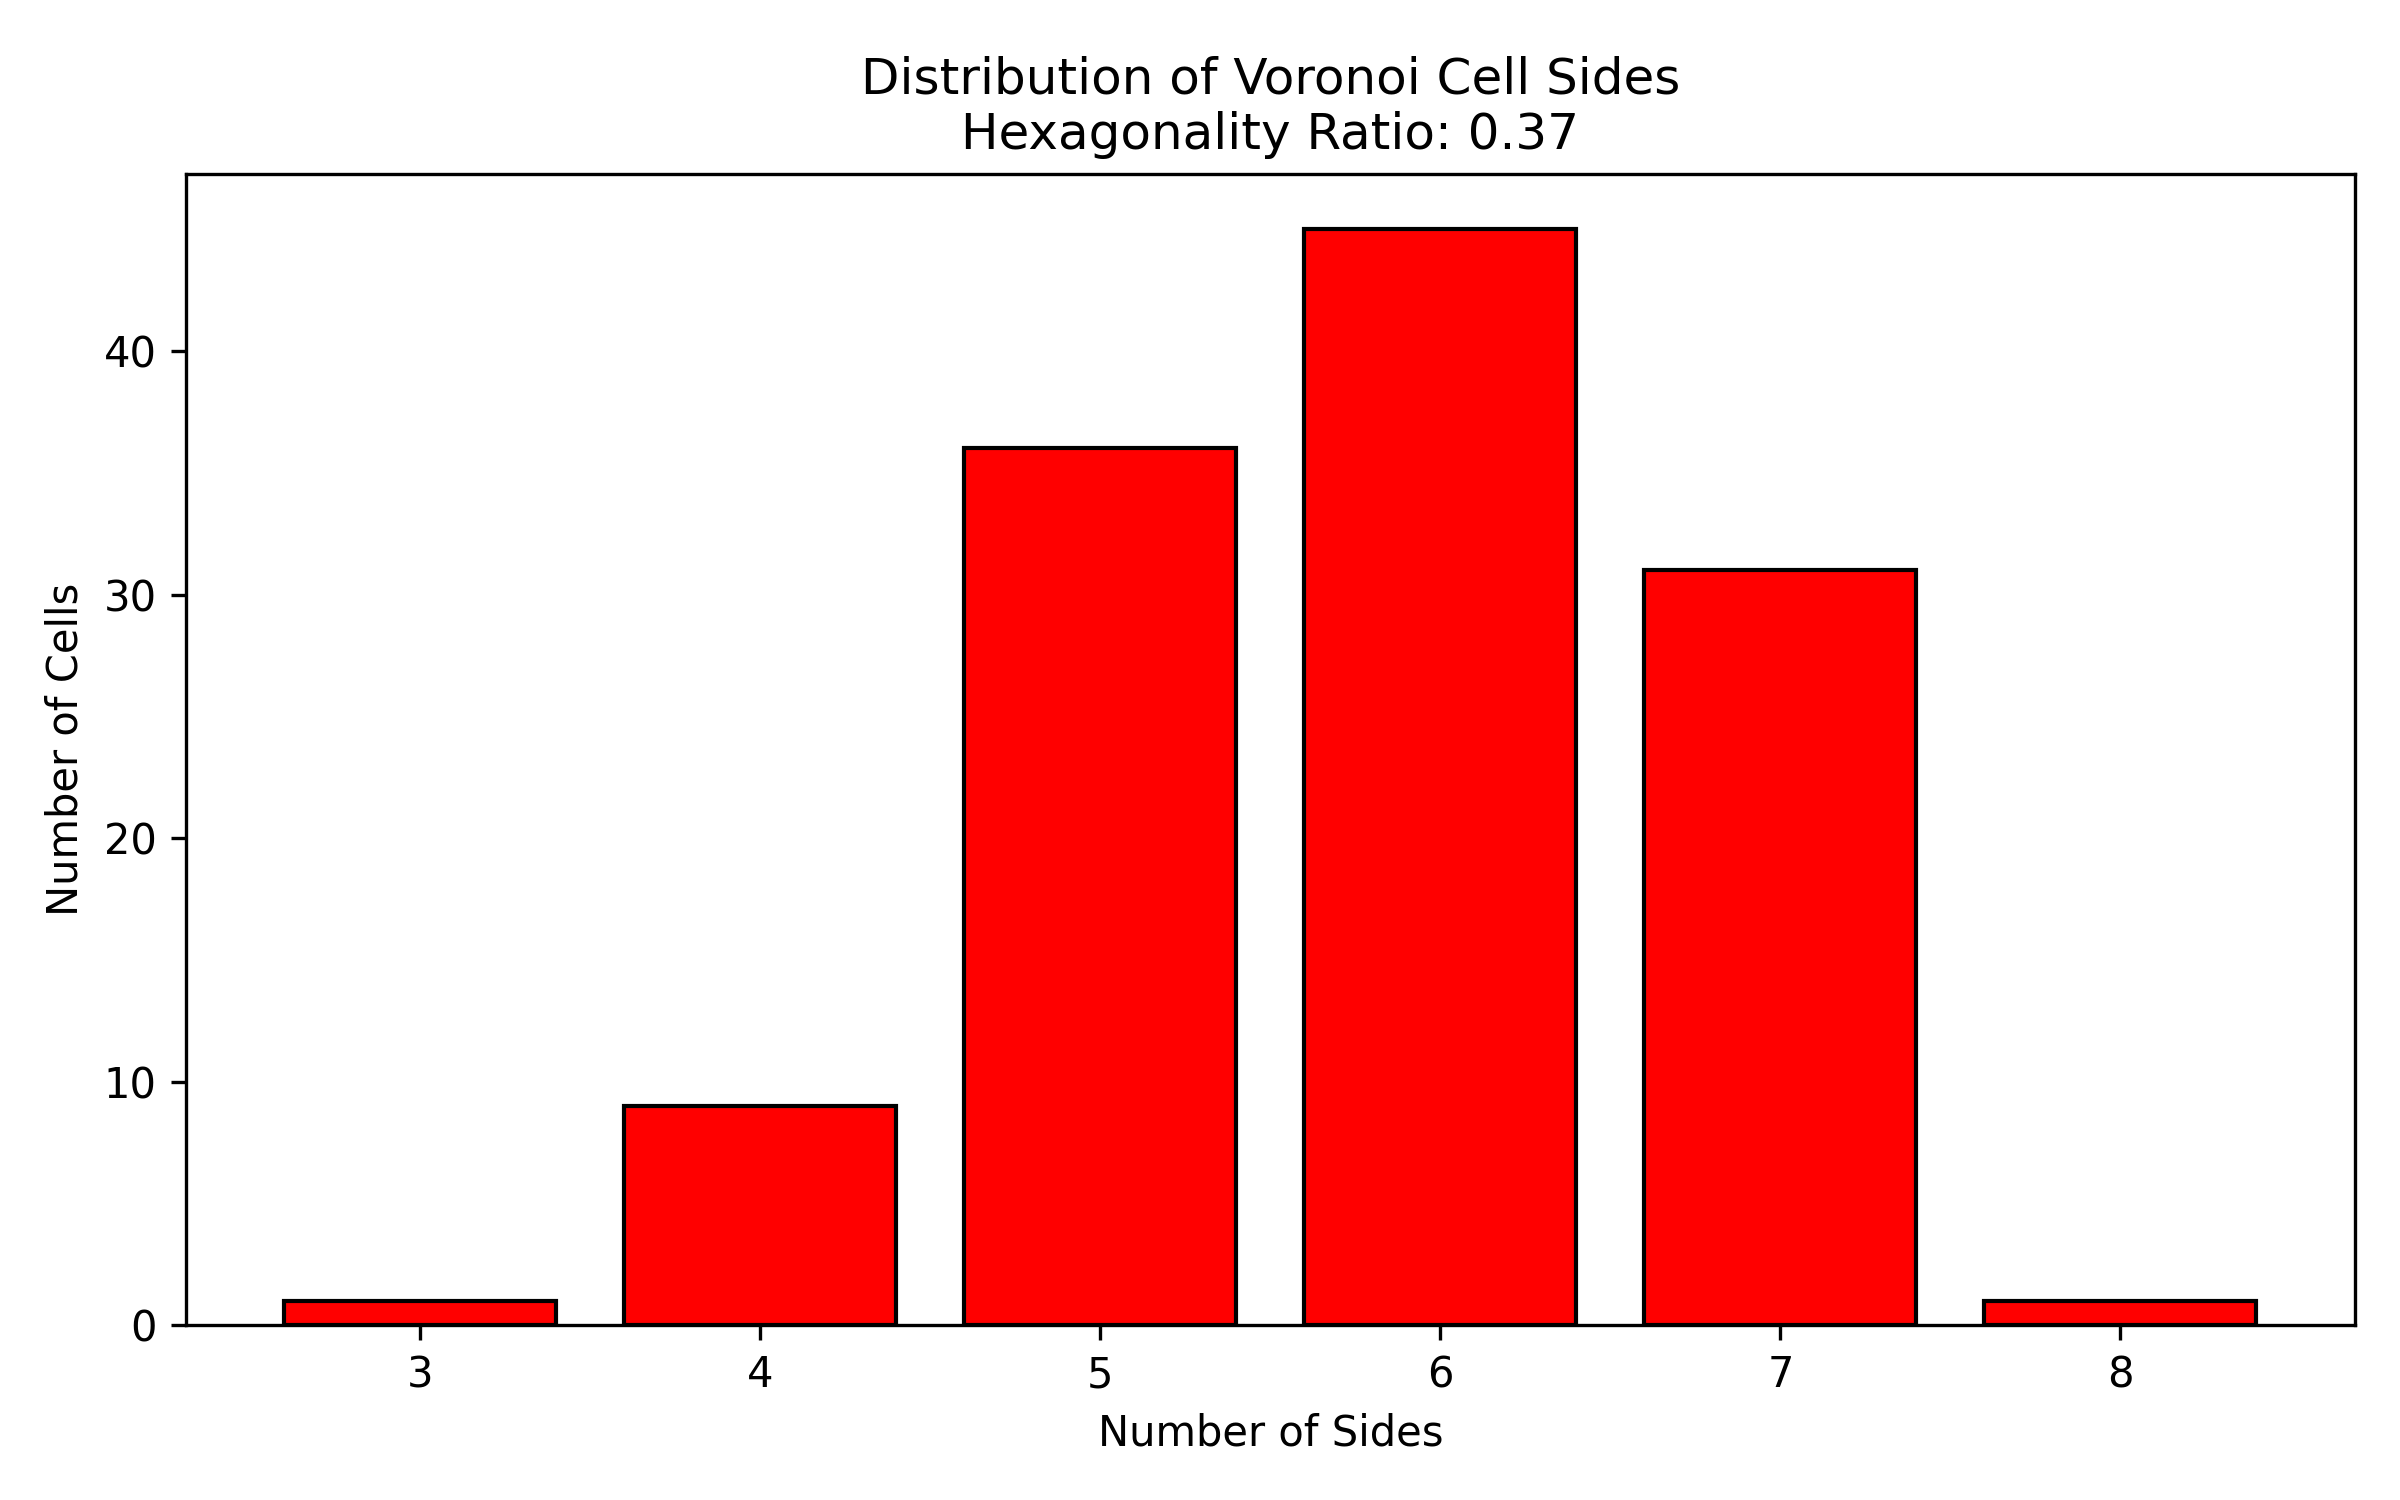 Distribution of Voronoi Cell Sides
Hexagonality Ratio: 0.37
Number of Cells
40
30
20
10
0
3 4 5 6 7 8
Number of Sides